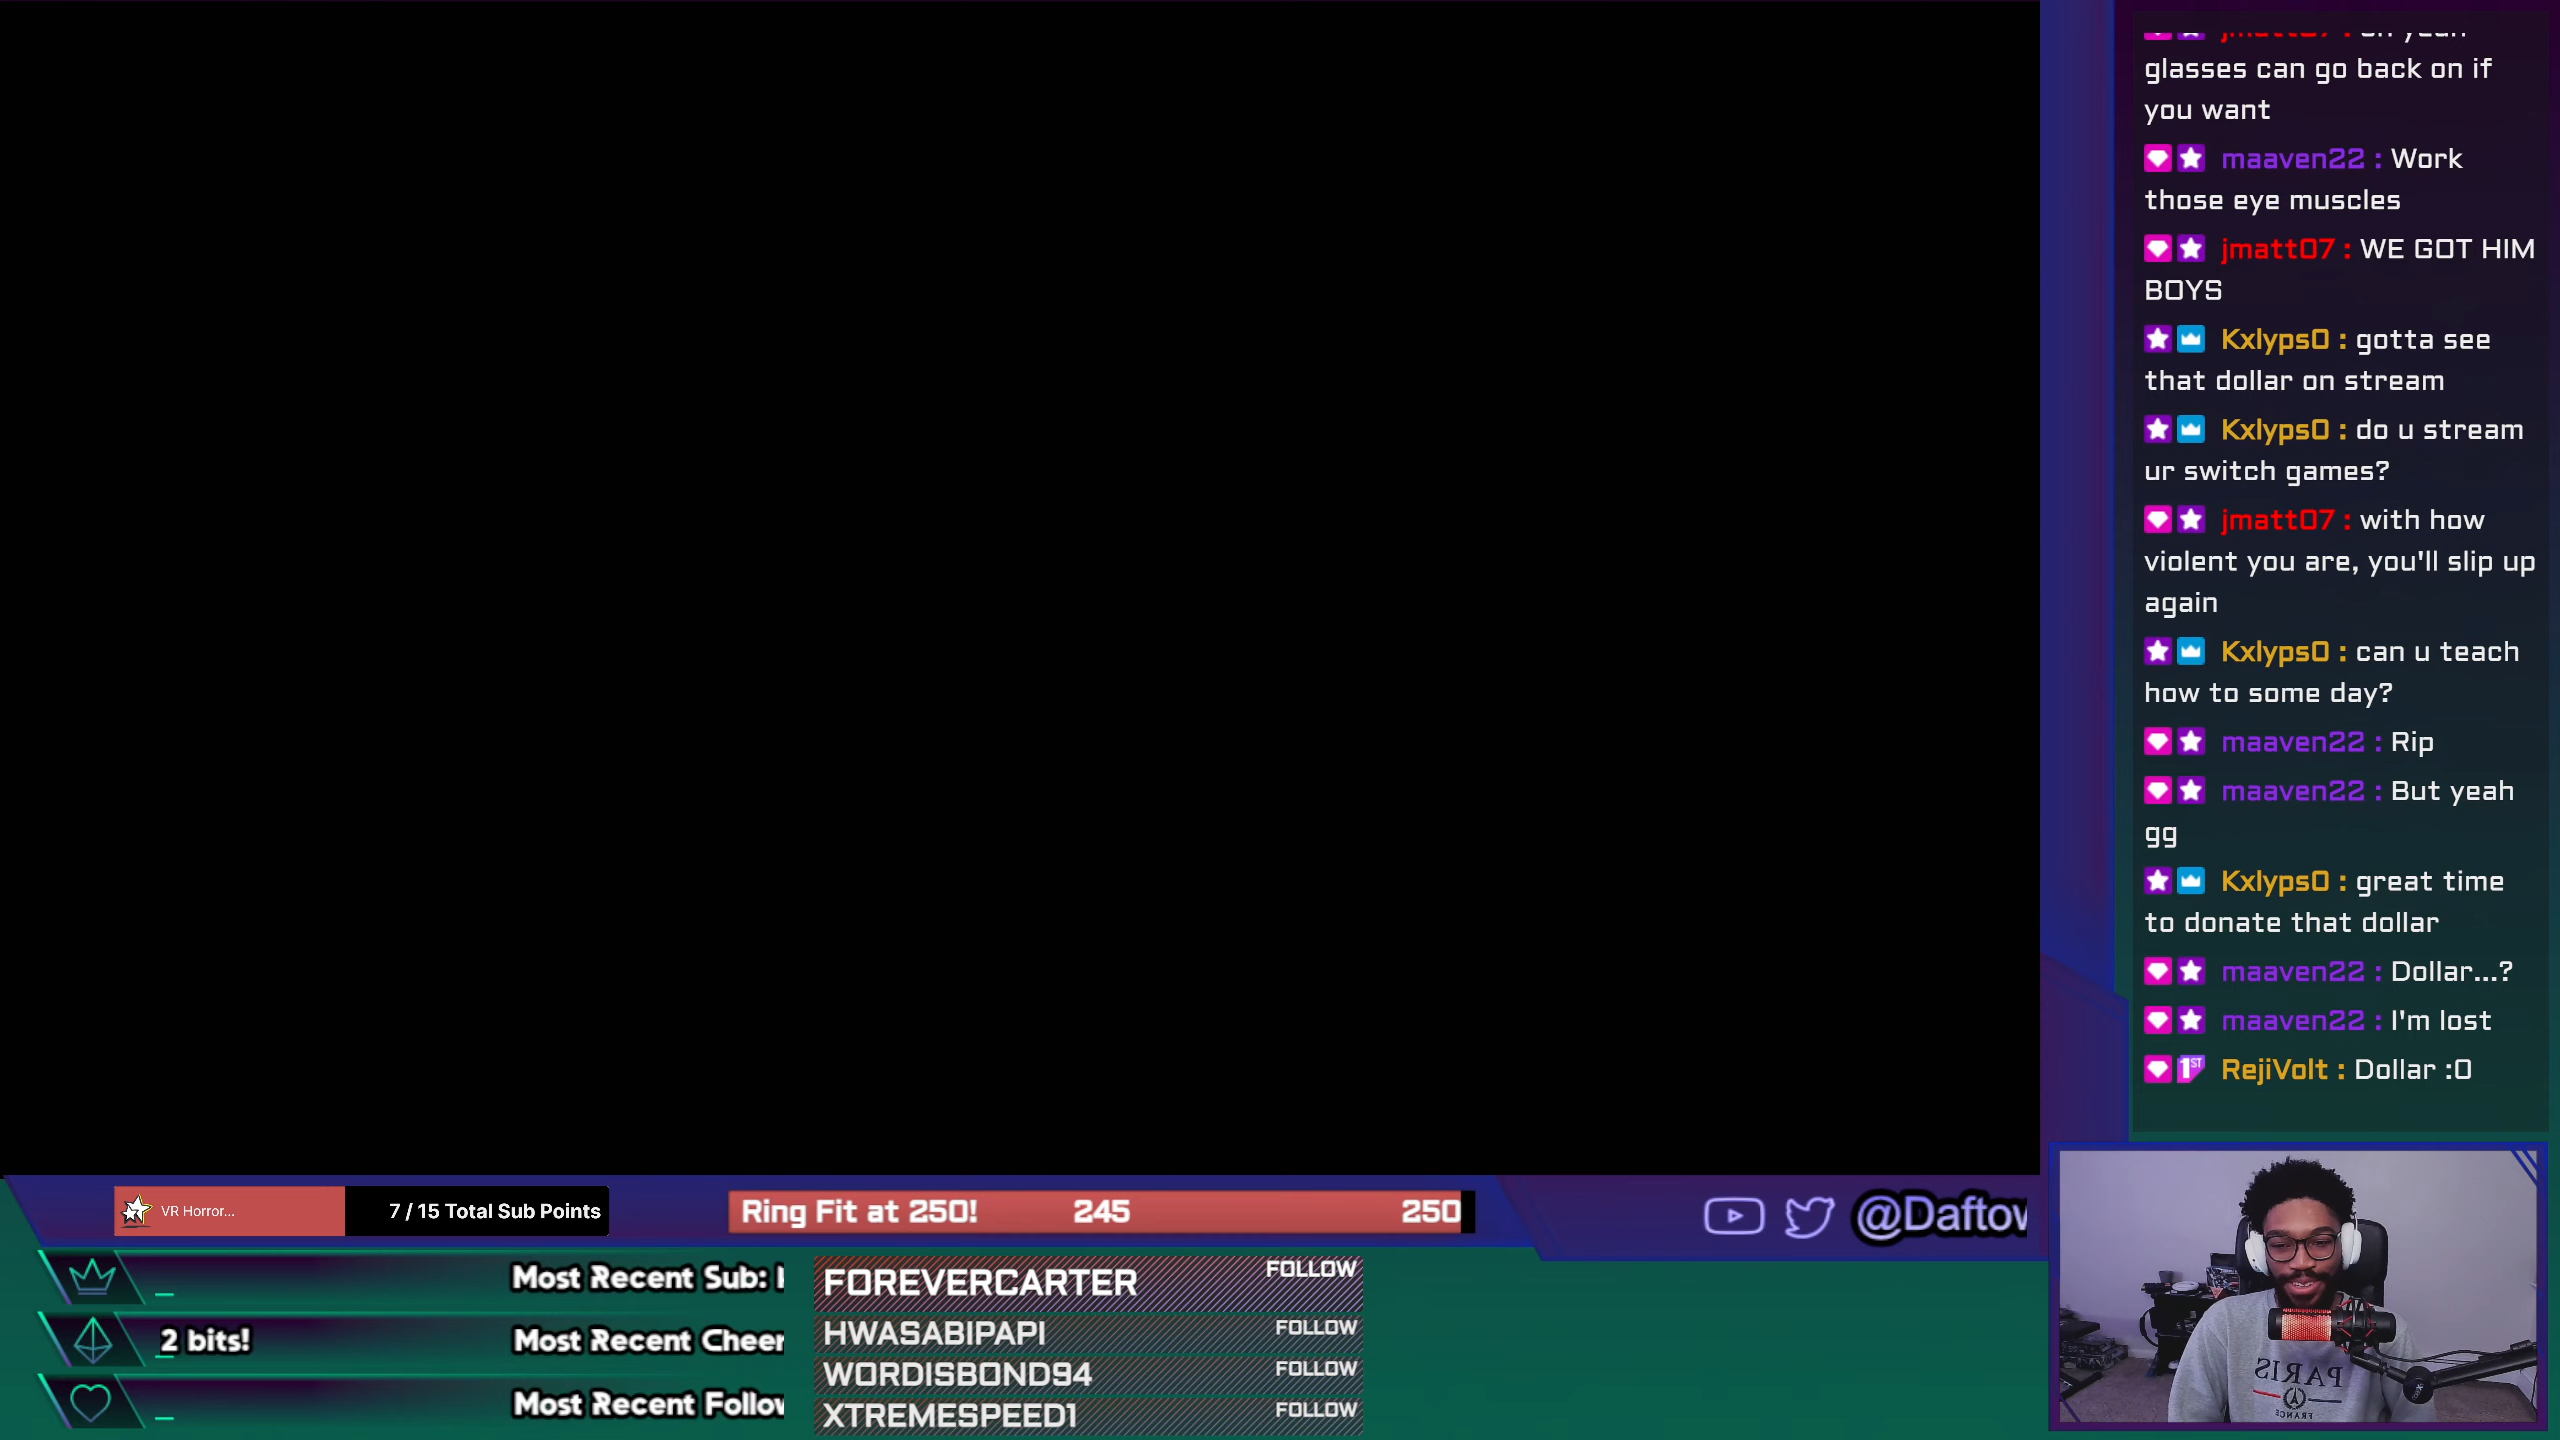 glasses can go back on if
you want
maaven22 : Work
those eye muscles
jmatt07 : WE GOT HIM
BOYS
Kxlyps0 : gotta see
that dollar on stream
Kxlyps0 : do u stream
ur switch games?
jmatt07 : with how
violent you are, you'll slip up
again
Kxlyps0 : can u teach
how to some day?
maaven22 : Rip
maaven22 : But yeah
gg
Kxlyps0 : great time
to donate that dollar
maaven22 : Dollar...?
maaven22 : I'm lost
1ST RejiVolt : Dollar :0
VR Horror... 7 / 15 Total Sub Points
Ring Fit at 250! 245 250
@Dafto
Most Recent Sub:
2 bits! Most Recent Cheer
Most Recent Follow
FOREVERCARTER FOLLOW
HWASABIPAPI FOLLOW
WORDISBOND94 FOLLOW
XTREMESPEED1 FOLLOW
PARIS
FRANCE